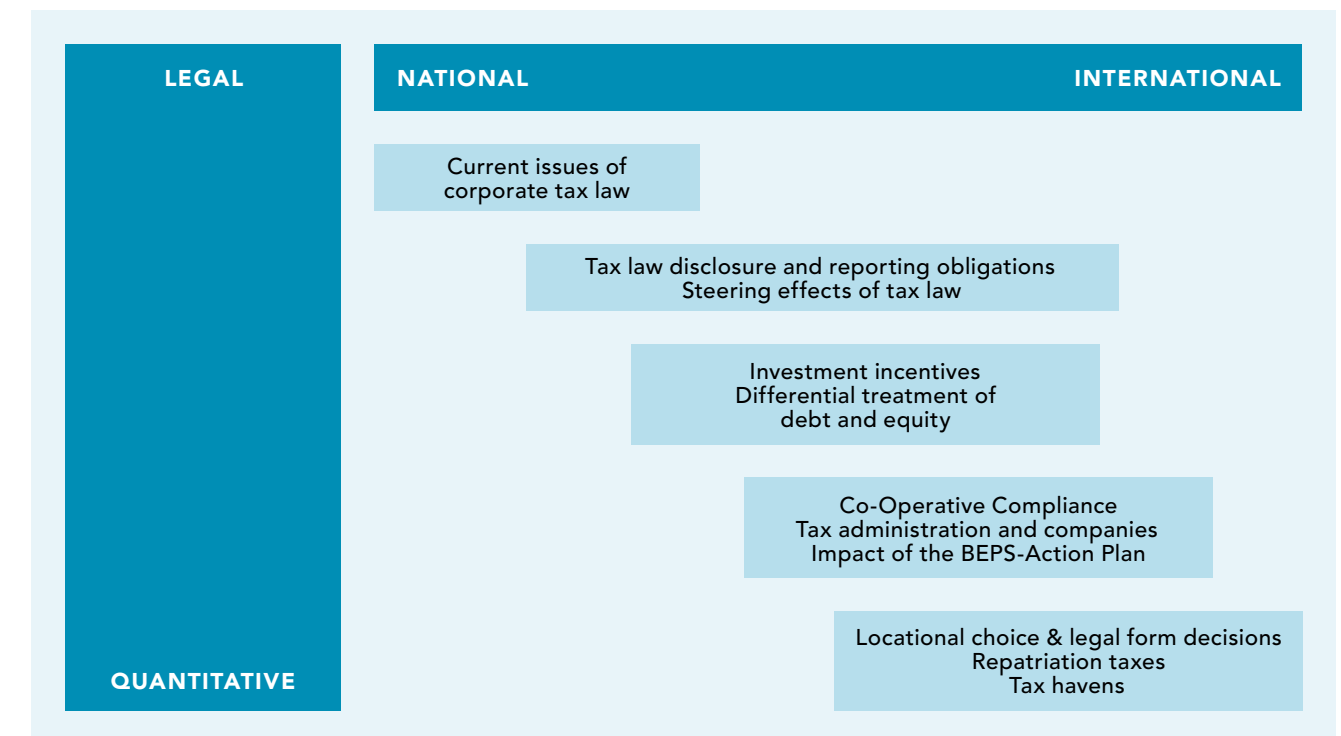 LEGAL
NATIONAL
INTERNATIONAL
Current issues of
corporate tax law
Tax law disclosure and reporting obligations
Steering effects of tax law
Investment incentives
Differential treatment of
debt and equity
Co-Operative Compliance
Tax administration and companies
Impact of the BEPS-Action Plan
Locational choice & legal form decisions
Repatriation taxes
Tax havens
QUANTITATIVE